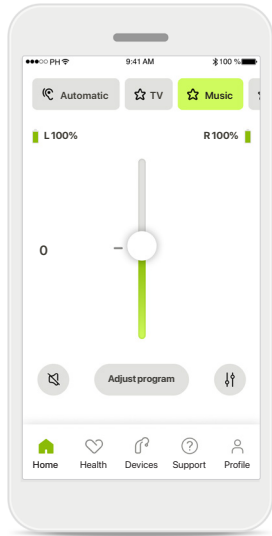 PH 9:41 AM 100 %
Automatic TV Music
L 100% R 100%
0
Adjust program
Home Health Devices Support Profile